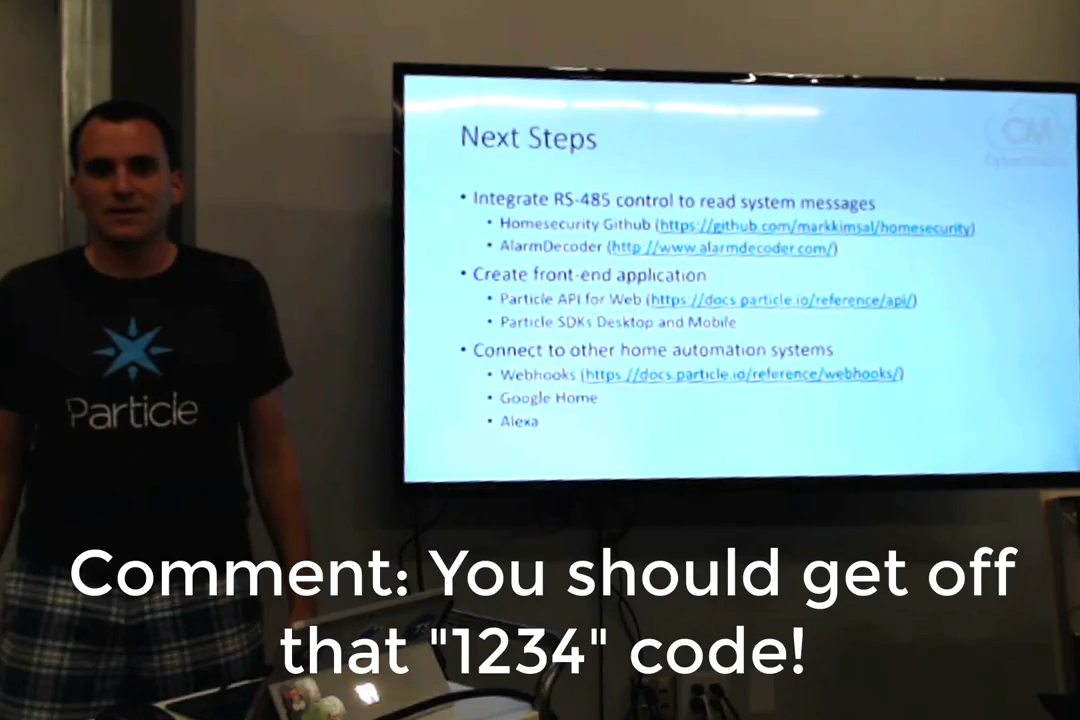 CM
Next Steps
• Integrate RS-485 control to read system messages
• Homesecurity Github (https://github.com/markkimsal/homesecurity)
• AlarmDecoder (http://www.alarmdecoder.com/)
• Create front-end application
• Particle API for Web (https://docs.particle.io/reference/api/)
• Particle SDKs Desktop and Mobile
• Connect to other home automation systems
• Webhooks (https://docs.particle.io/reference/webhooks/)
• Google Home
• Alexa
Particle
Comment: You should get off
that "1234" code!